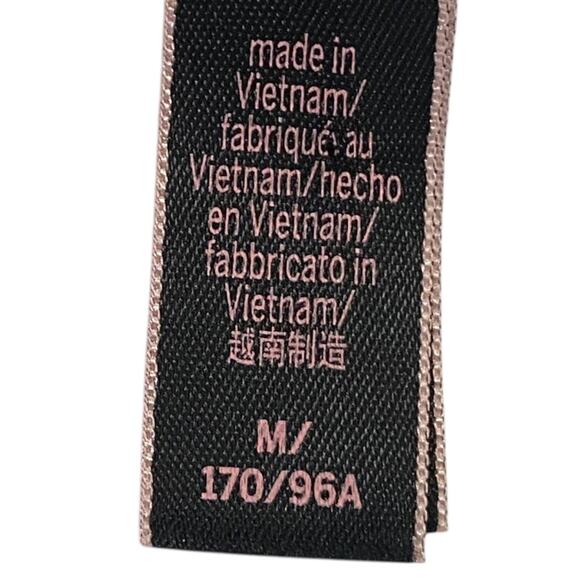 made in
Vietnam/
fabriqué au
Vietnam/hecho
en Vietnam/
fabbricato in
Vietnam/
越南制造
M/
170/96A